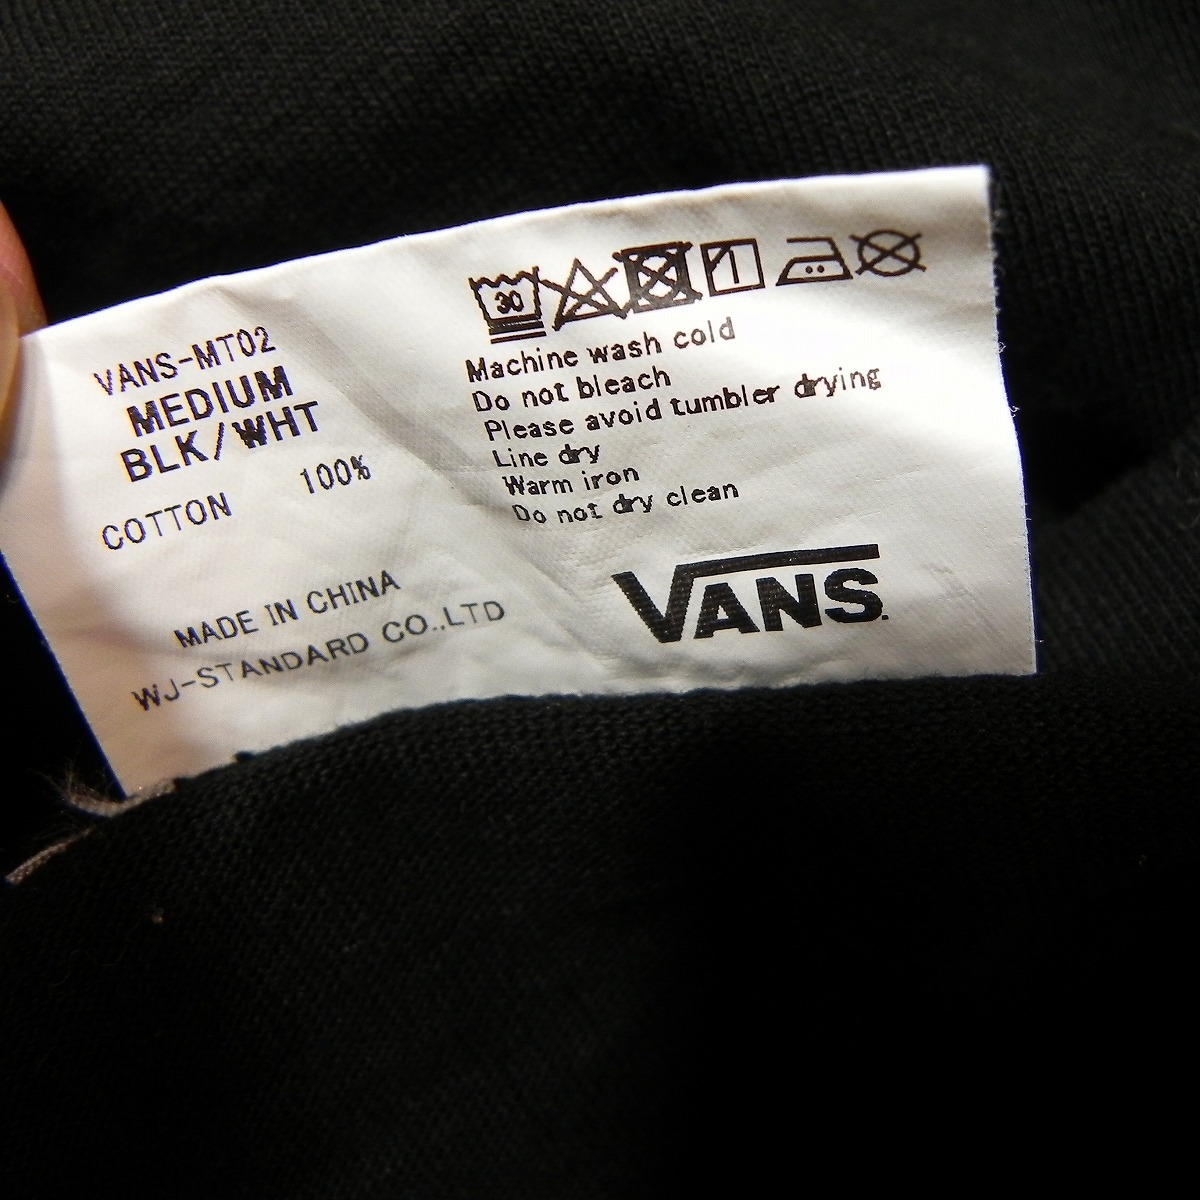 VANS-MT02
MEDIUM
BLK/WHT
COTTON 100%
MADE IN CHINA
WJ-STANDARD CO.,LTD
30
Machine wash cold
Do not bleach
Please avoid tumbler drying
Line dry
Warm iron
Do not dry clean
VANS